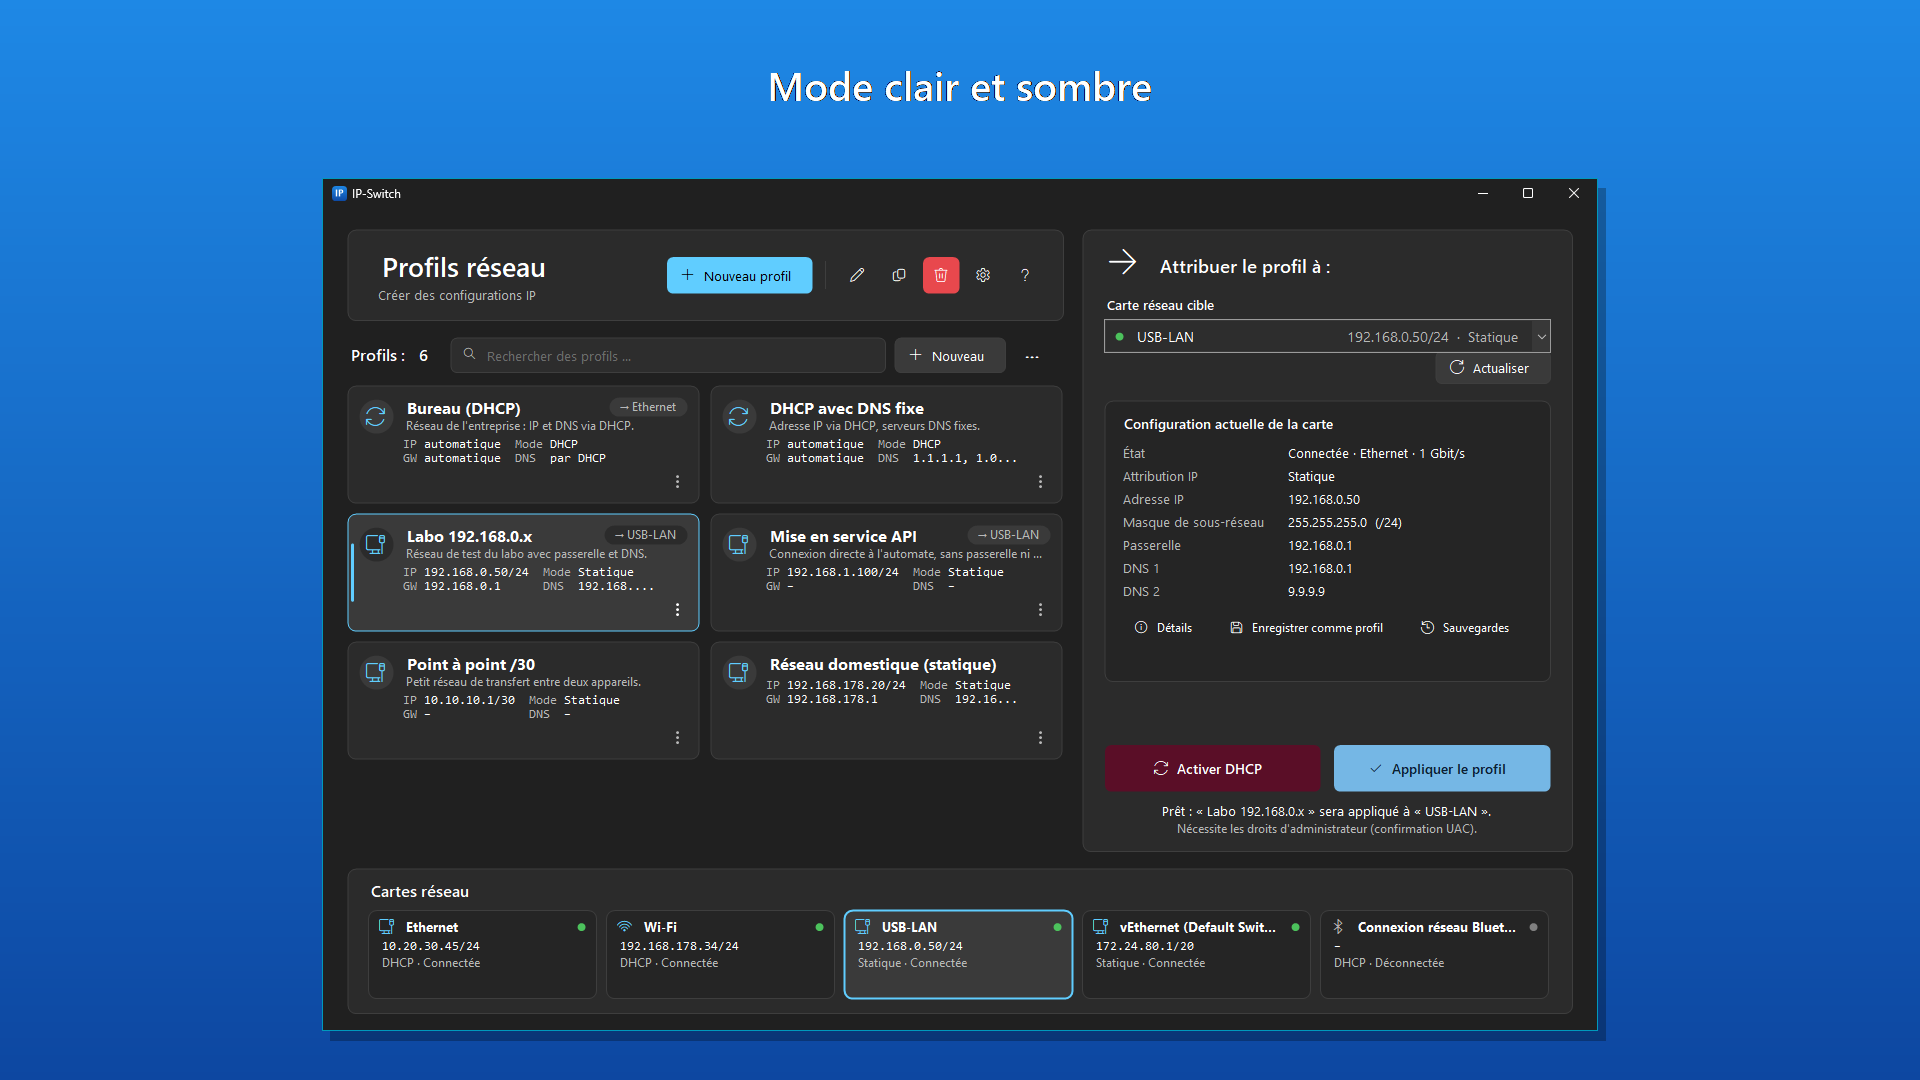 Mode clair et sombre
IP IP-Switch
Profils réseau
Créer des configurations IP
Nouveau profil
?
Profils : 6
Rechercher des profils ...
Nouveau
Bureau (DHCP)
→ Ethernet
Réseau de l'entreprise : IP et DNS via DHCP.
IP automatique Mode DHCP
GW automatique DNS par DHCP
DHCP avec DNS fixe
Adresse IP via DHCP, serveurs DNS fixes.
IP automatique Mode DHCP
GW automatique DNS 1.1.1.1, 1.0...
Labo 192.168.0.x
→ USB-LAN
Réseau de test du labo avec passerelle et DNS.
IP 192.168.0.50/24 Mode Statique
GW 192.168.0.1 DNS 192.168....
Mise en service API
→ USB-LAN
Connexion directe à l'automate, sans passerelle ni ...
IP 192.168.1.100/24 Mode Statique
GW – DNS –
Point à point /30
Petit réseau de transfert entre deux appareils.
IP 10.10.10.1/30 Mode Statique
GW – DNS –
Réseau domestique (statique)
IP 192.168.178.20/24 Mode Statique
GW 192.168.178.1 DNS 192.16...
Attribuer le profil à :
Carte réseau cible
USB-LAN 192.168.0.50/24 · Statique
Actualiser
Configuration actuelle de la carte
État Connectée · Ethernet · 1 Gbit/s
Attribution IP Statique
Adresse IP 192.168.0.50
Masque de sous-réseau 255.255.255.0 (/24)
Passerelle 192.168.0.1
DNS 1 192.168.0.1
DNS 2 9.9.9.9
Détails Enregistrer comme profil Sauvegardes
Activer DHCP
Appliquer le profil
Prêt : « Labo 192.168.0.x » sera appliqué à « USB-LAN ».
Nécessite les droits d'administrateur (confirmation UAC).
Cartes réseau
Ethernet
10.20.30.45/24
DHCP · Connectée
Wi-Fi
192.168.178.34/24
DHCP · Connectée
USB-LAN
192.168.0.50/24
Statique · Connectée
vEthernet (Default Swit...
172.24.80.1/20
Statique · Connectée
Connexion réseau Bluet...
–
DHCP · Déconnectée